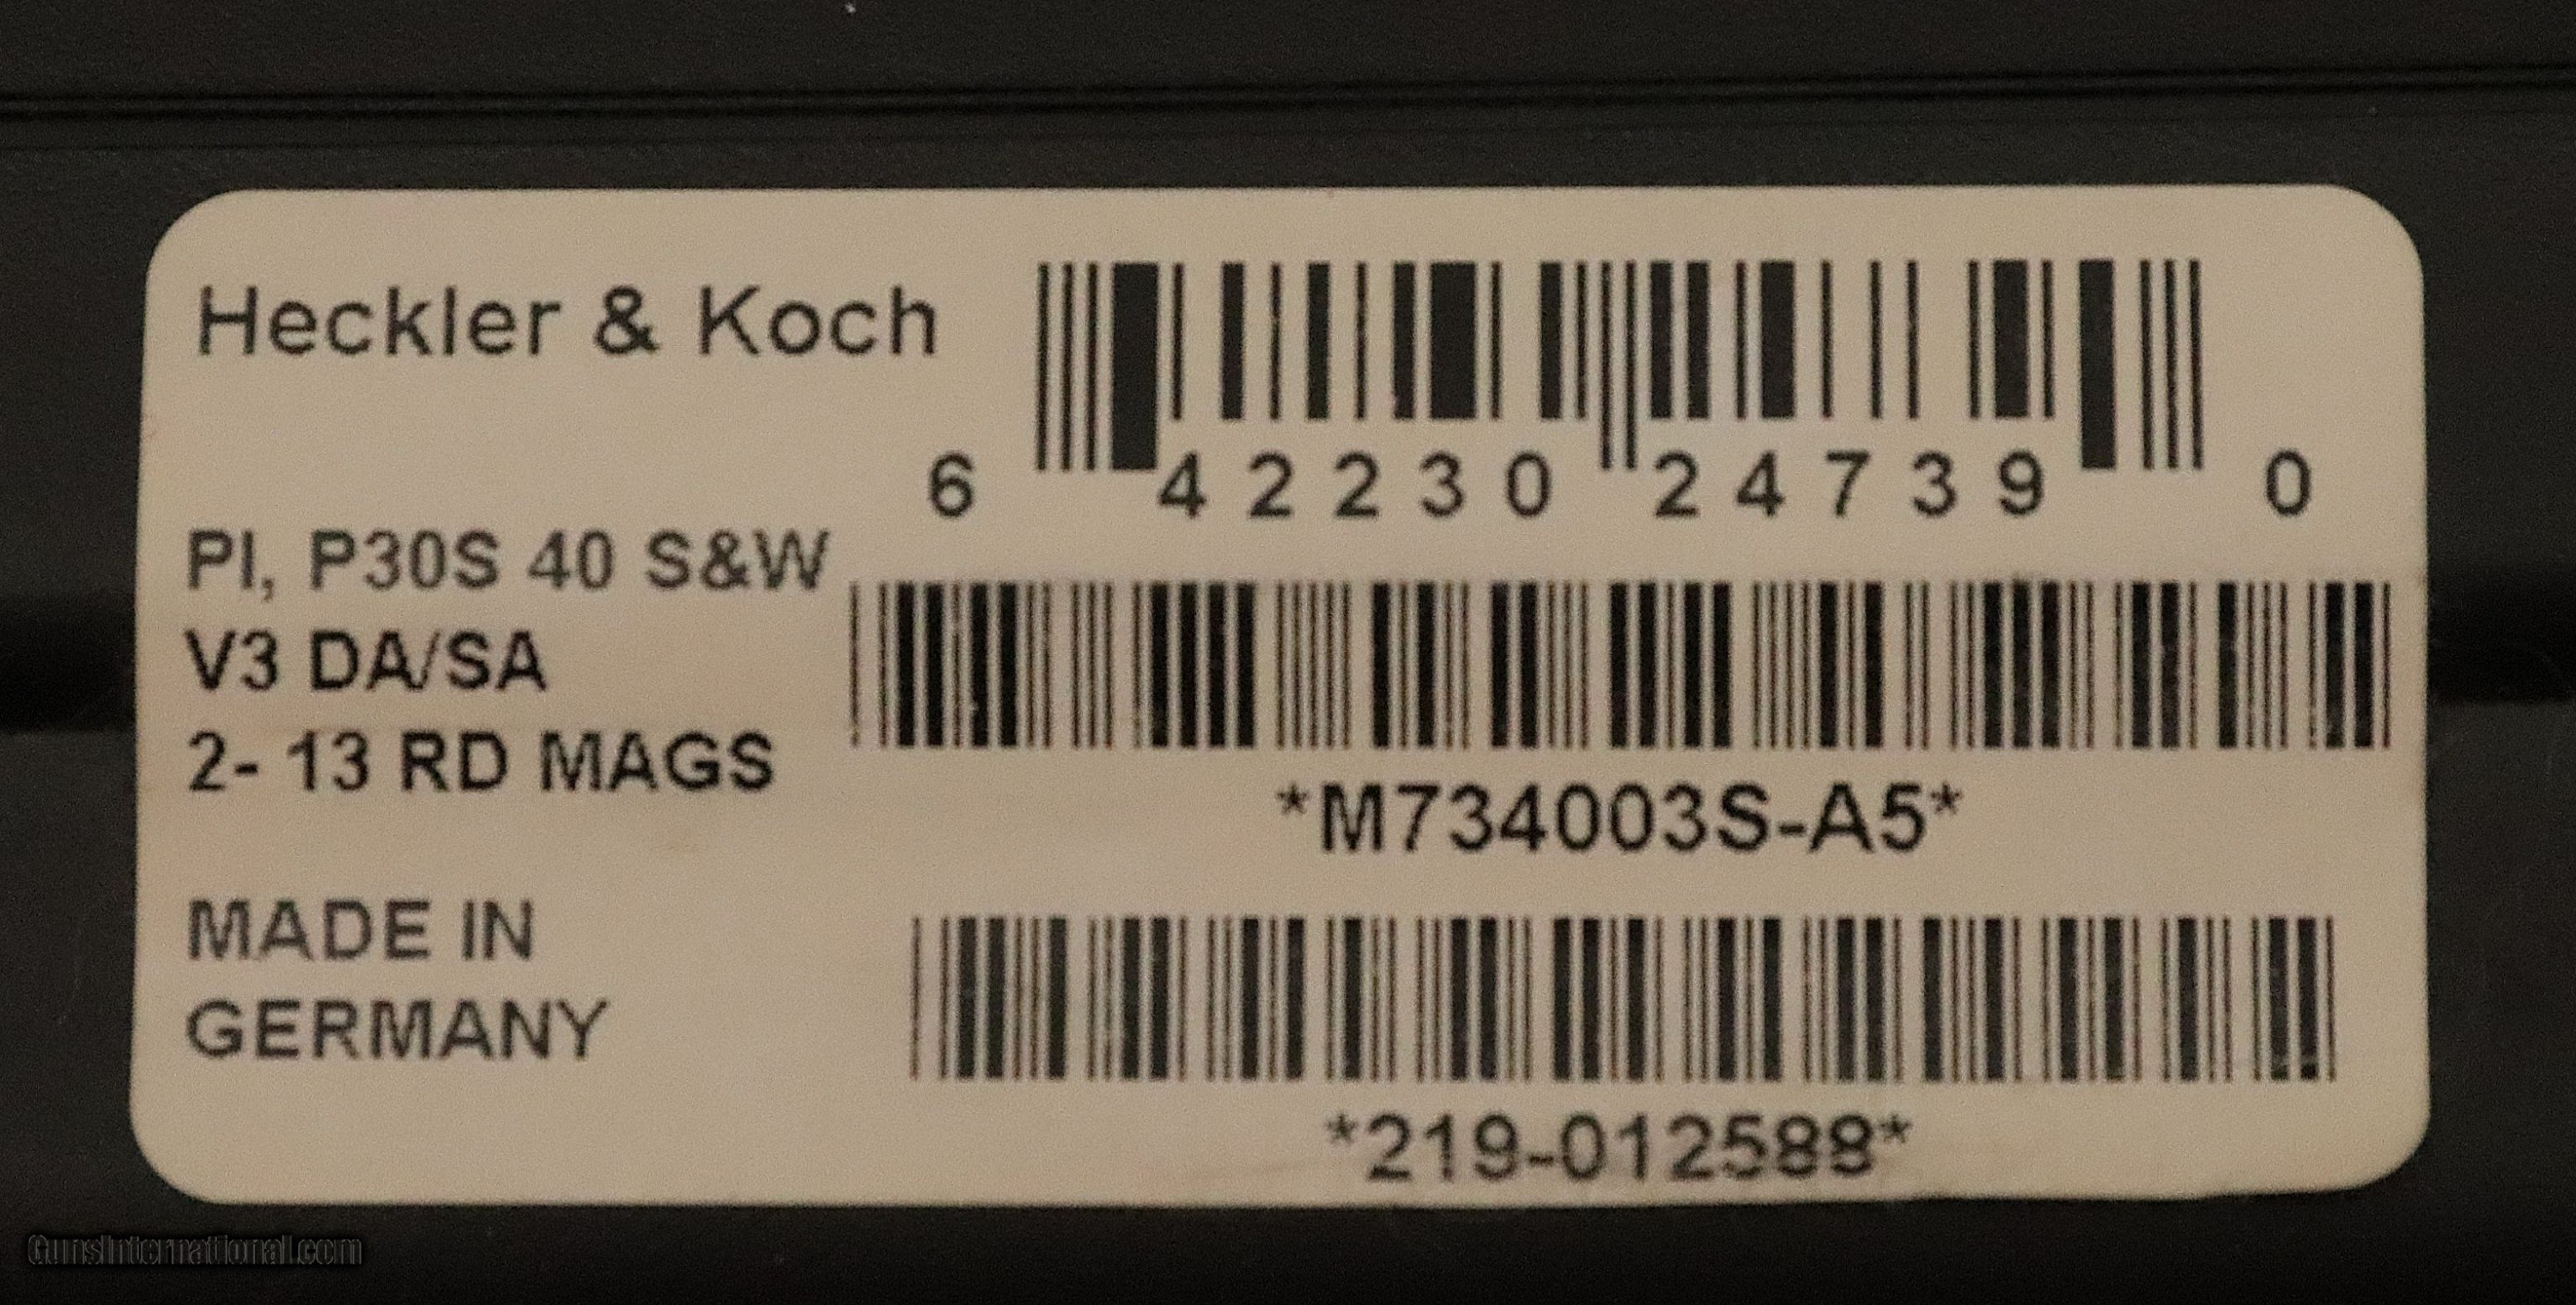 Heckler & Koch
6 42230 24739 0
PI, P30S 40 S&W
V3 DA/SA
2- 13 RD MAGS
*M734003S-A5*
MADE IN
GERMANY
*219-012588*
GunsInternational.com